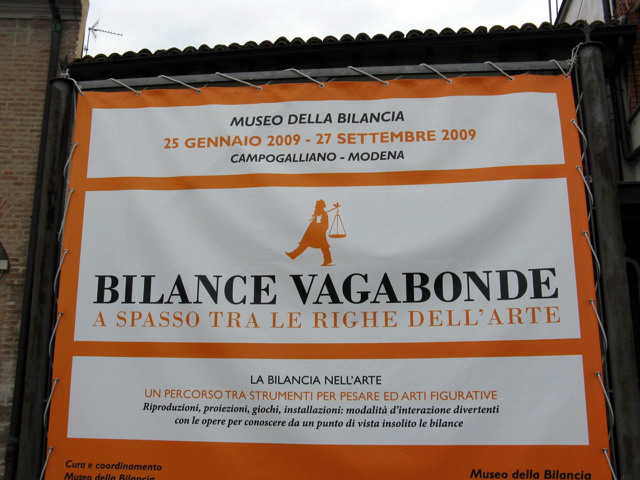 MUSEO DELLA BILANCIA
25 GENNAIO 2009 - 27 SETTEMBRE 2009
CAMPOGALLIANO - MODENA
BILANCE VAGABONDE
A SPASSO TRA LE RIGHE DELL'ARTE
LA BILANCIA NELL'ARTE
UN PERCORSO TRA STRUMENTI PER PESARE ED ARTI FIGURATIVE
Riproduzioni, proiezioni, giochi, installazioni: modalità d'interazione divertenti
con le opere per conoscere da un punto di vista insolito le bilance
Cura e coordinamento
Museo della Bilancia
Museo della Bilancia